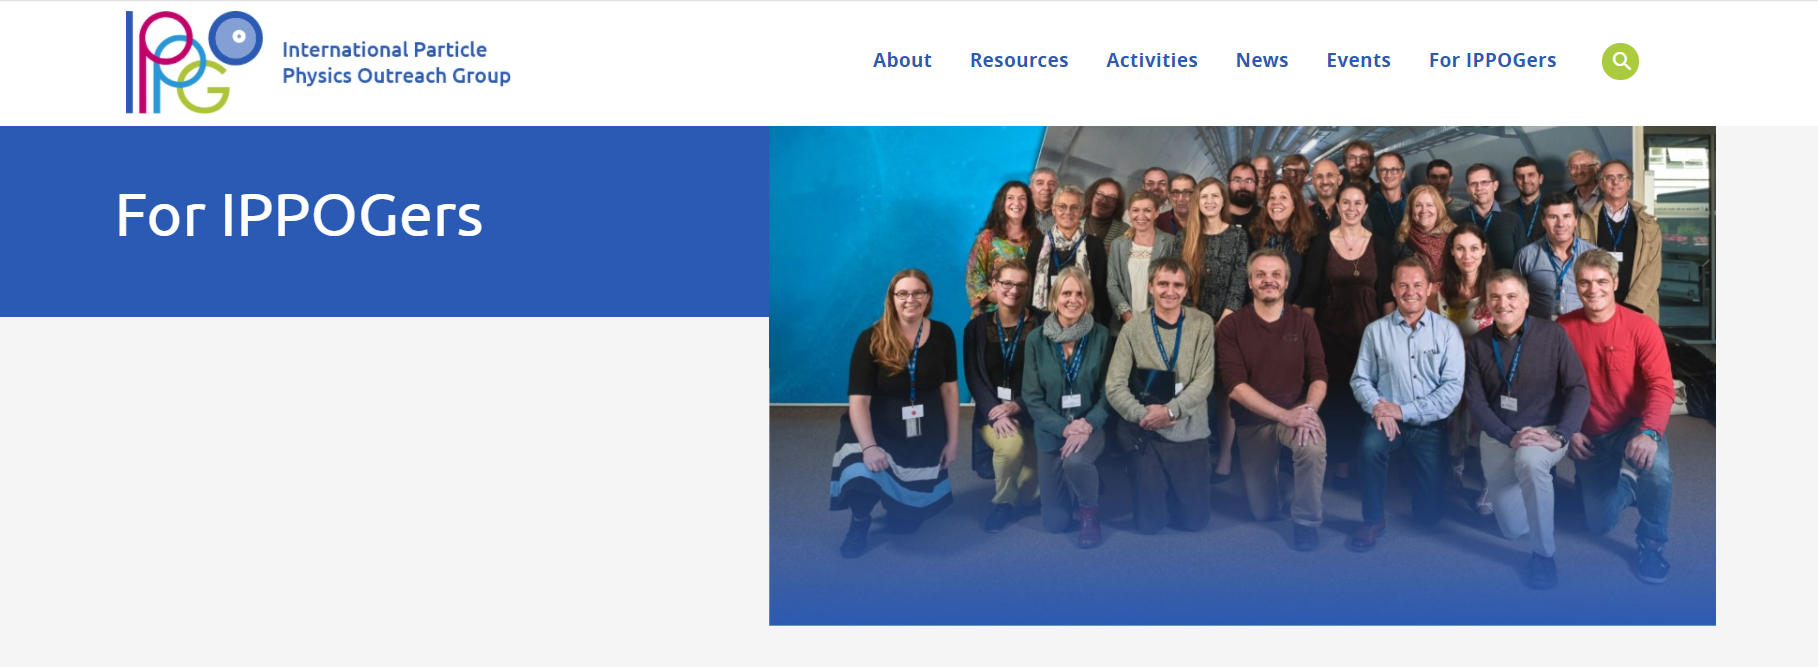 IPPOG
International Particle
Physics Outreach Group
About Resources Activities News Events For IPPOGers
For IPPOGers